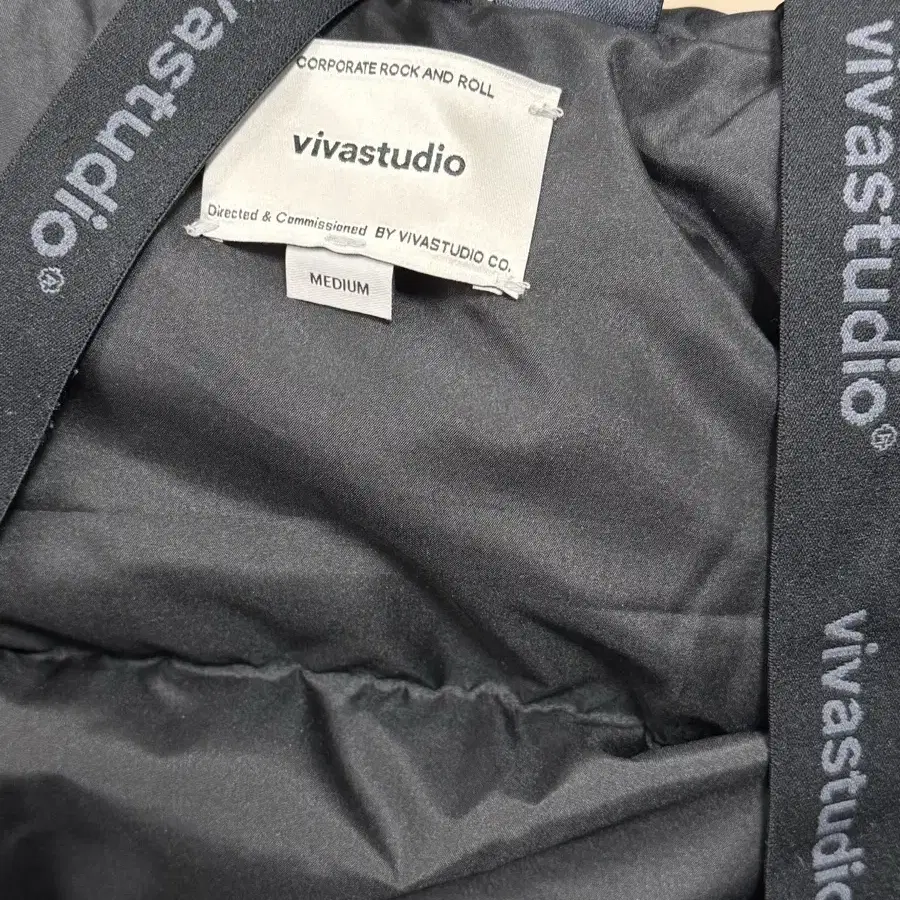 vivastudio®
CORPORATE ROCK AND ROLL
vivastudio
Directed & Commissioned BY VIVASTUDIO CO.
MEDIUM
vivastudio®
vivastudio